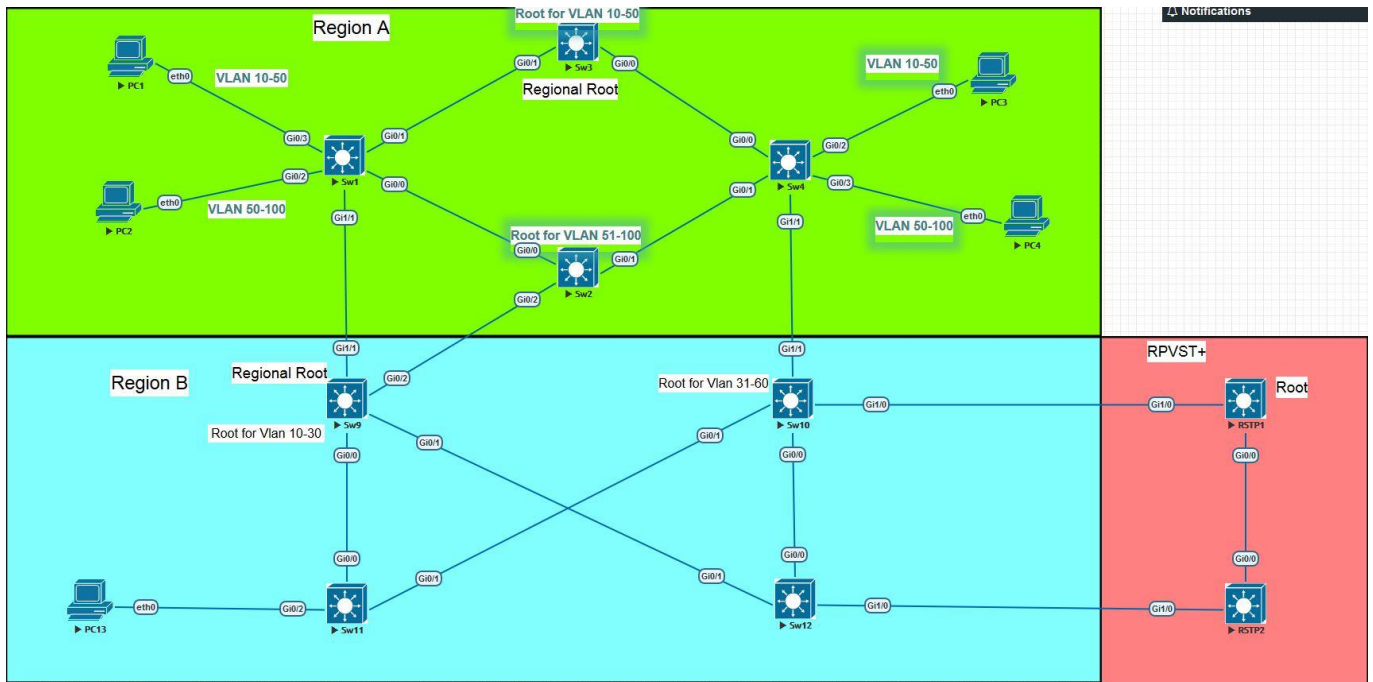 Notifications
Root for VLAN 10-50
Region A
Gi0/1
Gi0/0
Sw3
Regional Root
eth0
PC1
VLAN 10-50
VLAN 10-50
eth0
PC3
Gi0/3
Gi0/1
Sw1
Gi0/0
Gi0/2
Sw4
Gi0/2
Gi0/0
Gi0/1
Gi0/3
eth0
PC2
VLAN 50-100
Gi1/1
Root for VLAN 51-100
Gi0/0
Gi0/1
Sw2
Gi0/2
Gi1/1
VLAN 50-100
eth0
PC4
Region B
Regional Root
Gi1/1
Gi0/2
Sw9
Root for Vlan 10-30
Gi0/0
Gi0/1
Root for Vlan 31-60
Gi1/1
Gi1/0
Sw10
Gi0/1
Gi0/0
RPVST+
Root
Gi1/0
RSTP1
Gi0/0
Gi0/0
Gi0/1
Gi0/1
Gi0/0
Gi0/0
eth0
PC13
Gi0/2
Sw11
Sw12
Gi1/0
Gi1/0
RSTP2